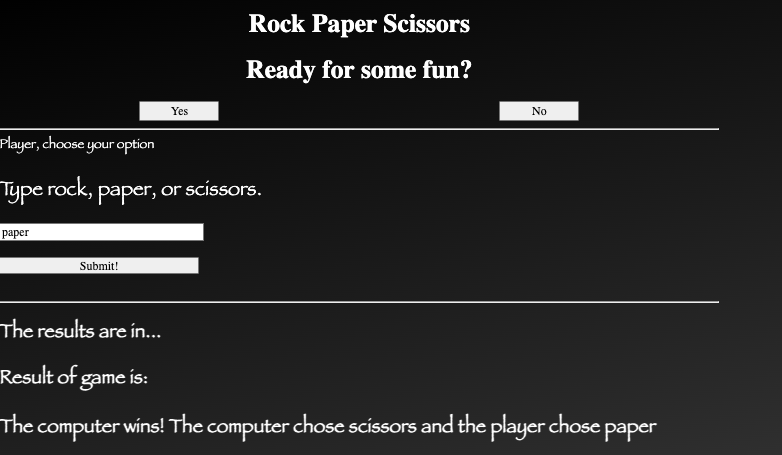 Rock Paper Scissors
Ready for some fun?
Yes No
Player, choose your option
Type rock, paper, or scissors.
paper
Submit!
The results are in...
Result of game is:
The computer wins! The computer chose scissors and the player chose paper